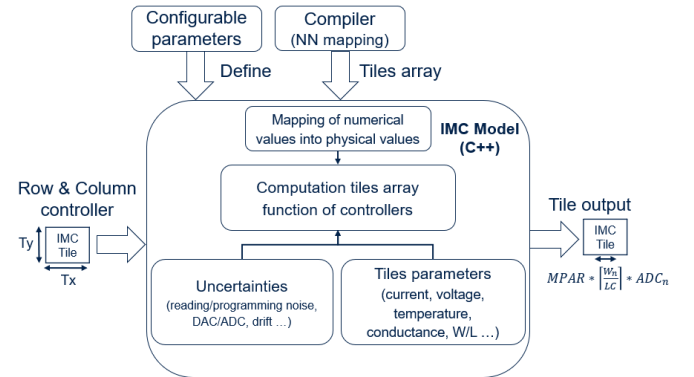 Configurable
parameters
Compiler
(NN mapping)
Define
Tiles array
Mapping of numerical
values into physical values
IMC Model
(C++)
Computation tiles array
function of controllers
Row & Column
controller
Ty
IMC
Tile
Tx
Tile output
IMC
Tile
MPAR * ⌈Wn/LC⌉ * ADCn
Uncertainties
(reading/programming noise,
DAC/ADC, drift ...)
Tiles parameters
(current, voltage,
temperature,
conductance, W/L ...)